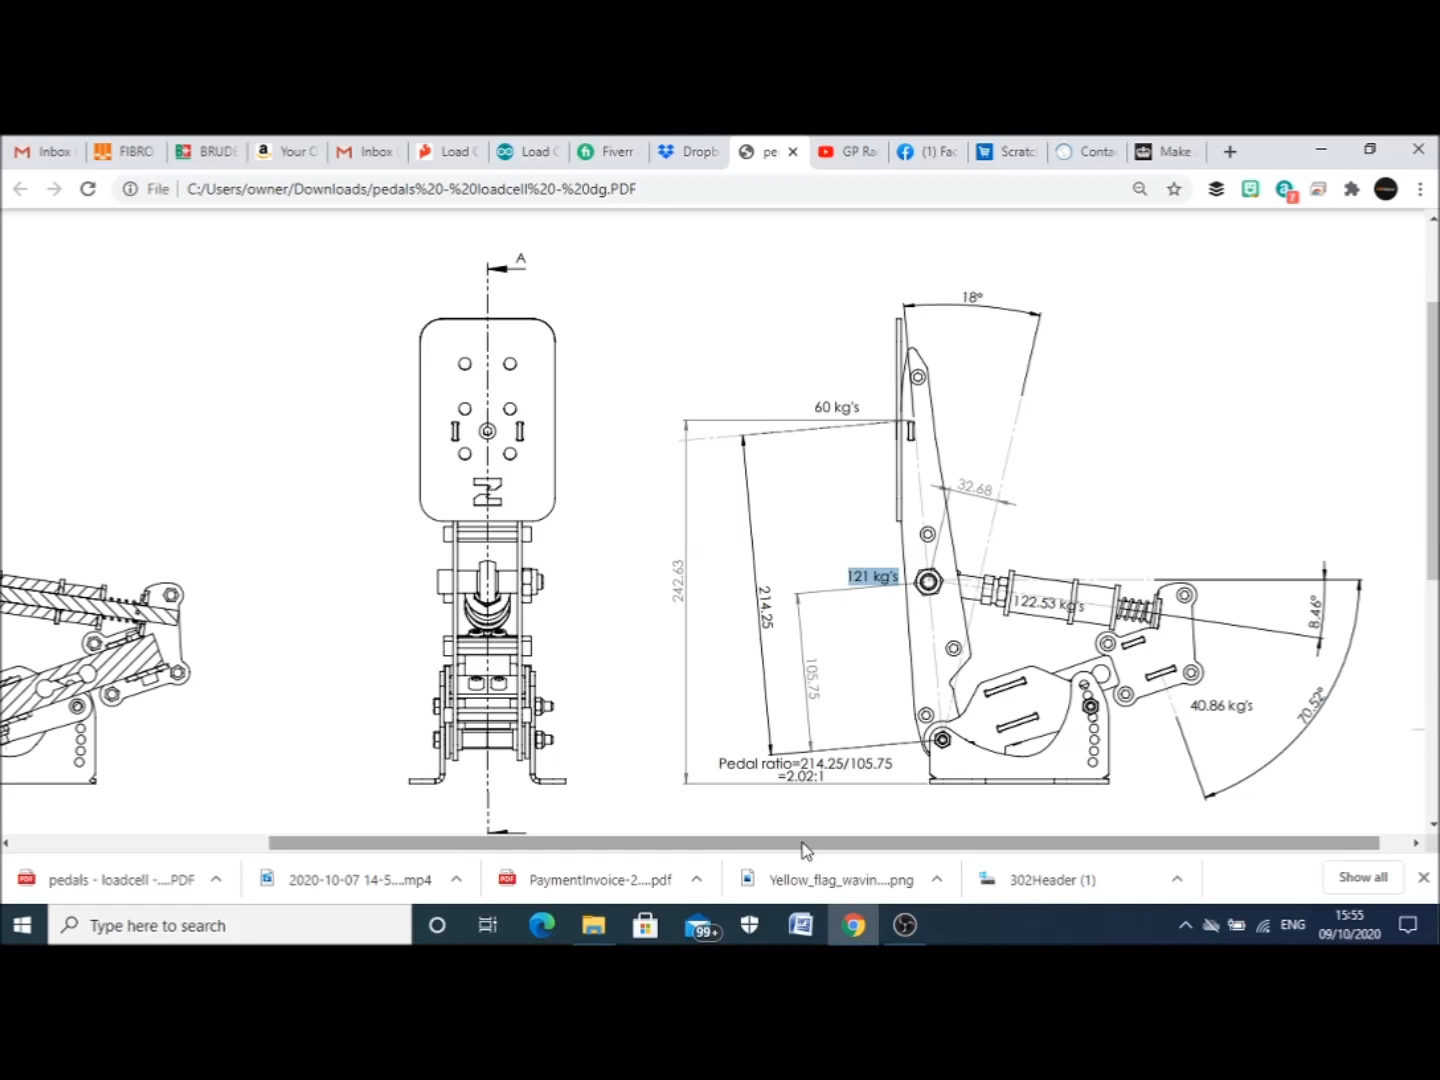 Inbox
FIBRO
BRUDE
Your O
Inbox
Load C
Load C
Fiverr
Dropb
pe
GP Ra
(1) Fac
Scratc
Conta
Make
File
C:/Users/owner/Downloads/pedals%20-%20loadcell%20-%20dg.PDF
A
18°
60 kg's
32.68
242.63
214.25
121 kg's
122.53 kg's
8.46°
105.75
40.86 kg's
70.52°
Pedal ratio=214.25/105.75
=2.02:1
pedals - loadcell -....PDF
2020-10-07 14-5....mp4
PaymentInvoice-2....pdf
Yellow_flag_wavin....png
302Header (1)
Show all
Type here to search
99+
ENG
15:55
09/10/2020